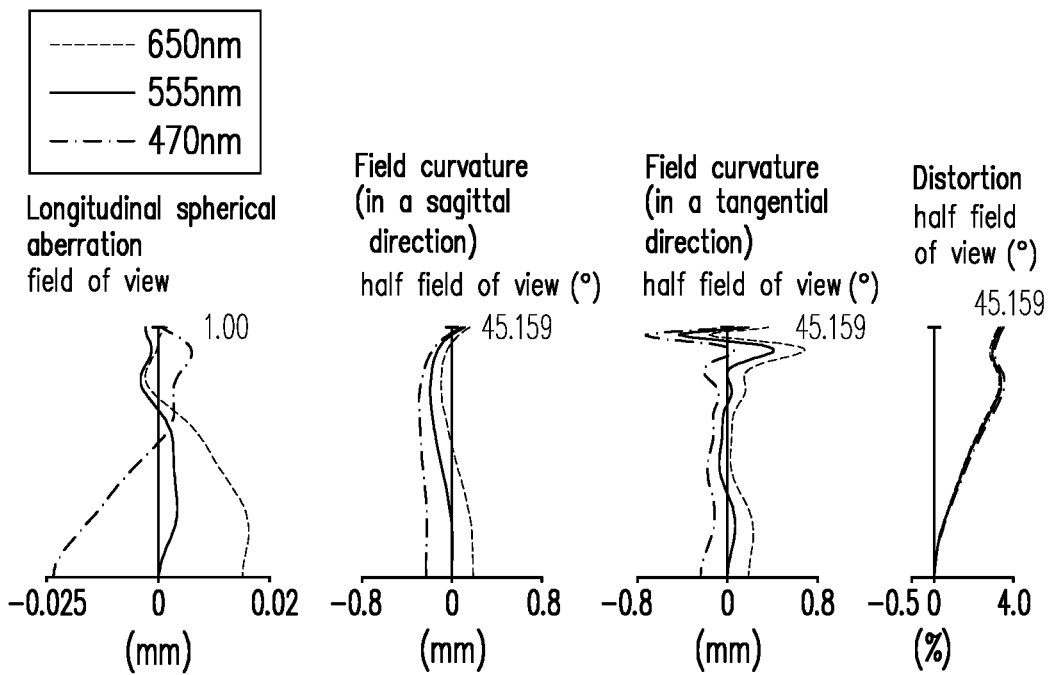 650nm
555nm
470nm
Longitudinal spherical
aberration
field of view
1.00
-0.025 0 0.02
(mm)
Field curvature
(in a sagittal
direction)
half field of view (°)
45.159
-0.8 0 0.8
(mm)
Field curvature
(in a tangential
direction)
half field of view (°)
45.159
-0.8 0 0.8
(mm)
Distortion
half field
of view (°)
45.159
-0.5 0 4.0
(%)